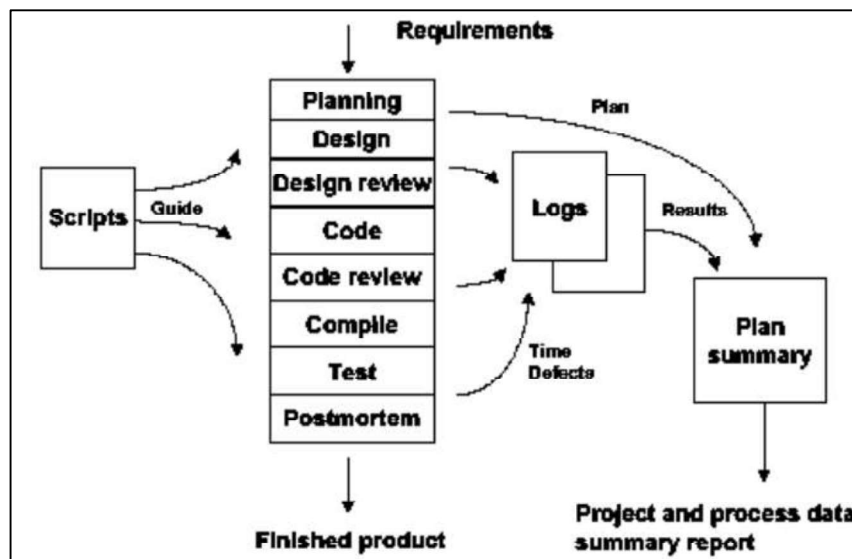 Requirements
Planning
Plan
Design
Design review
Scripts
Guide
Logs
Results
Code
Code review
Compile
Plan
summary
Time
Defects
Test
Postmortem
Finished product
Project and process data
summary report